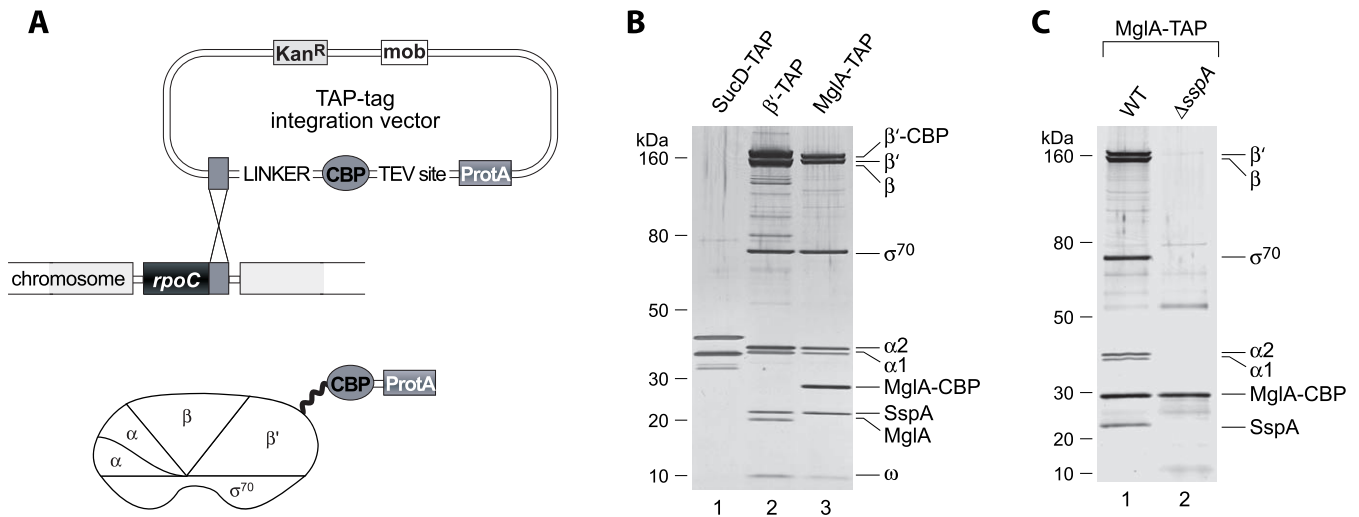 A
Kan^R
mob
TAP-tag
integration vector
LINKER
CBP
TEV site
ProtA
chromosome
rpoC
CBP
ProtA
β
α
α
β'
σ70
B
SucD-TAP
β'-TAP
MglA-TAP
kDa
160
80
50
30
20
10
β'-CBP
β'
β
σ70
α2
α1
MglA-CBP
SspA
MglA
ω
1 2 3
C
MglA-TAP
WT
ΔsspA
kDa
160
80
50
30
20
10
β'
β
σ70
α2
α1
MglA-CBP
SspA
1 2